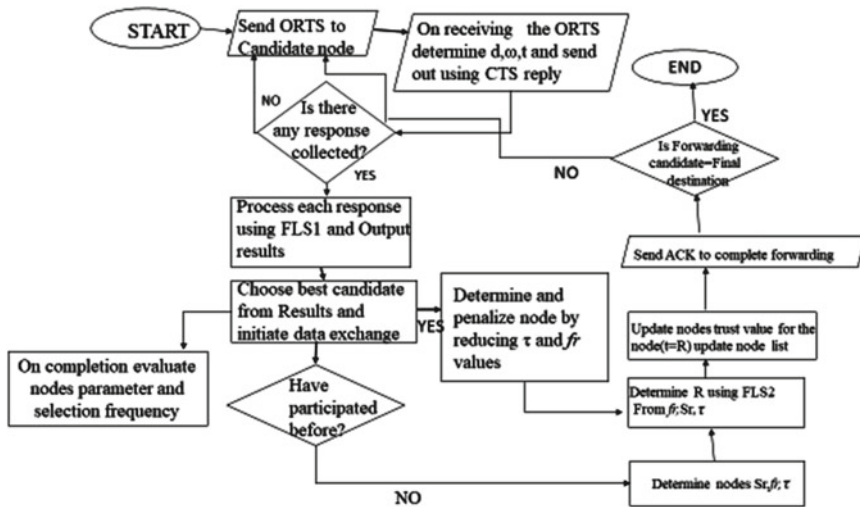 START
Send ORTS to
Candidate node
On receiving the ORTS
determine d,ω,t and send
out using CTS reply
END
NO
Is there
any response
collected?
YES
YES
Is Forwarding
candidate=Final
destination
NO
Process each response
using FLS1 and Output
results
Send ACK to complete forwarding
Choose best candidate
from Results and
initiate data exchange
YES
Determine and
penalize node by
reducing τ and fr
values
Update nodes trust value for the
node(t=R) update node list
On completion evaluate
nodes parameter and
selection frequency
Have
participated
before?
Determine R using FLS2
From fr; Sr, τ
NO
Determine nodes Sr,fr; τ